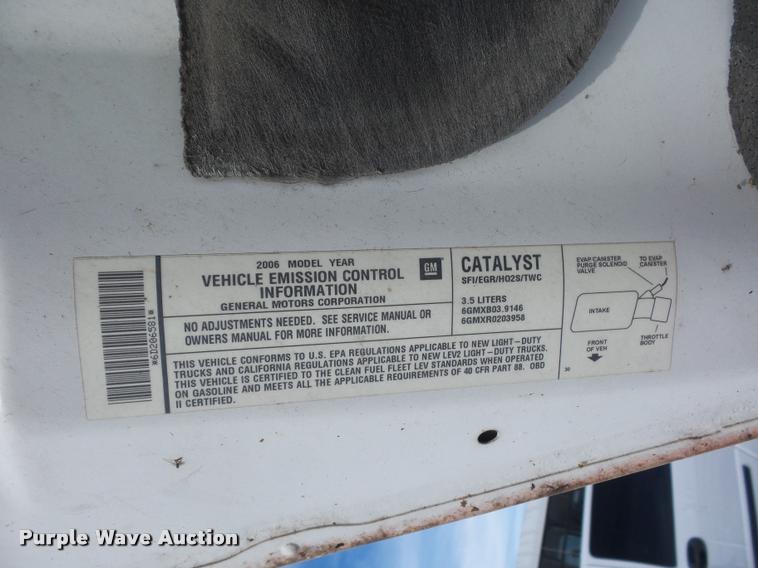 *6D206581*
2006 MODEL YEAR
VEHICLE EMISSION CONTROL
INFORMATION
GENERAL MOTORS CORPORATION
GM
NO ADJUSTMENTS NEEDED. SEE SERVICE MANUAL OR
OWNERS MANUAL FOR MORE INFORMATION.
CATALYST
SFI/EGR/HO2S/TWC
3.5 LITERS
6GMXB03.9146
6GMXR0203958
THIS VEHICLE CONFORMS TO U.S. EPA REGULATIONS APPLICABLE TO NEW LIGHT-DUTY
TRUCKS AND CALIFORNIA REGULATIONS APPLICABLE TO NEW LEV2 LIGHT-DUTY TRUCKS.
THIS VEHICLE IS CERTIFIED TO THE CLEAN FUEL FLEET LEV STANDARDS WHEN OPERATED
ON GASOLINE AND MEETS ALL THE APPLICABLE REQUIREMENTS OF 40 CFR PART 88. OBD
II CERTIFIED.
EVAP CANISTER
PURGE SOLENOID
VALVE
TO EVAP
CANISTER
INTAKE
FRONT
OF VEH
THROTTLE
BODY
30
Purple Wave Auction